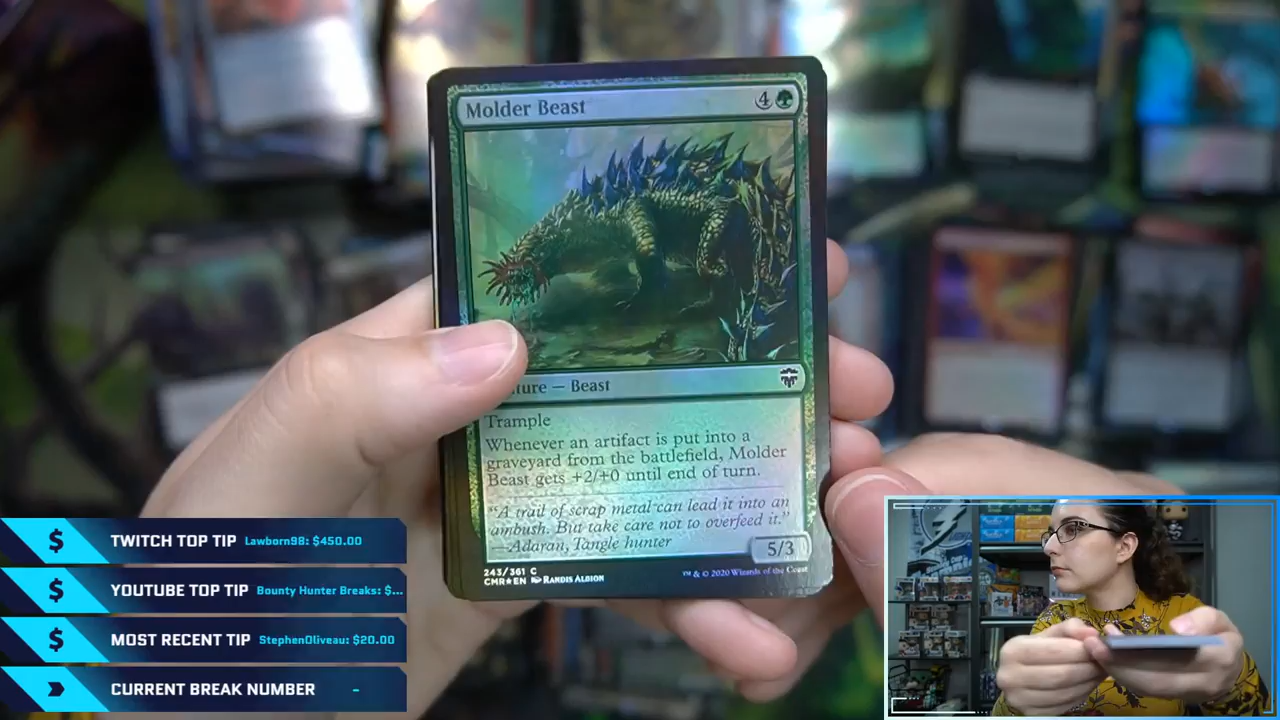 Molder Beast 4
ture — Beast
Trample
Whenever an artifact is put into a
graveyard from the battlefield, Molder
Beast gets +2/+0 until end of turn.
“A trail of scrap metal can lead it into an
ambush. But take care not to overfeed it.”
—Adaran, Tangle hunter
5/3
243/361 C
CMR★EN RANDIS ALBION
™ & © 2020 Wizards of the Coast
$ TWITCH TOP TIP Lawborn98: $450.00
$ YOUTUBE TOP TIP Bounty Hunter Breaks: $...
$ MOST RECENT TIP StephenOliveau: $20.00
CURRENT BREAK NUMBER -